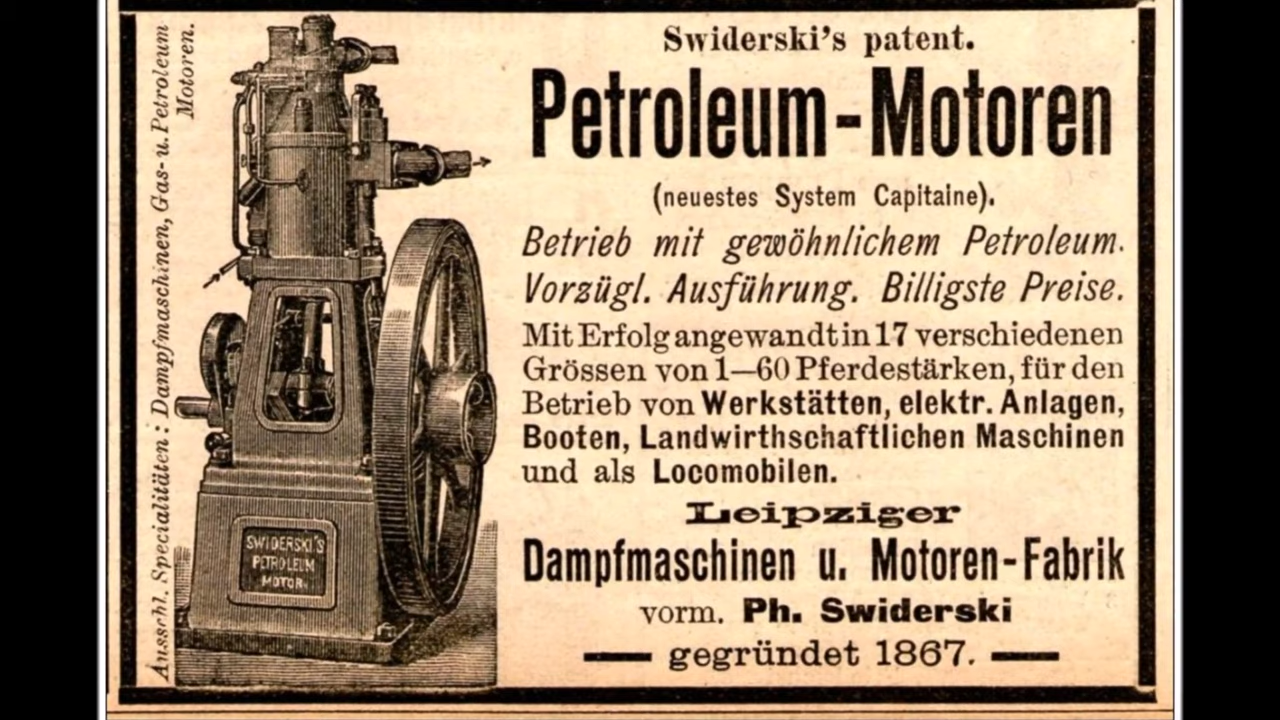 Ausschl. Specialitäten: Dampfmaschinen, Gas- u. Petroleum
Motoren.
SWIDERSKI'S
PETROLEUM
MOTOR.
Swiderski's patent.
Petroleum-Motoren
(neuestes System Capitaine).
Betrieb mit gewöhnlichem Petroleum.
Vorzügl. Ausführung. Billigste Preise.
Mit Erfolg angewandt in 17 verschiedenen
Grössen von 1—60 Pferdestärken, für den
Betrieb von Werkstätten, elektr. Anlagen,
Booten, Landwirthschaftlichen Maschinen
und als Locomobilen.
Leipziger
Dampfmaschinen u. Motoren-Fabrik
vorm. Ph. Swiderski
gegründet 1867.